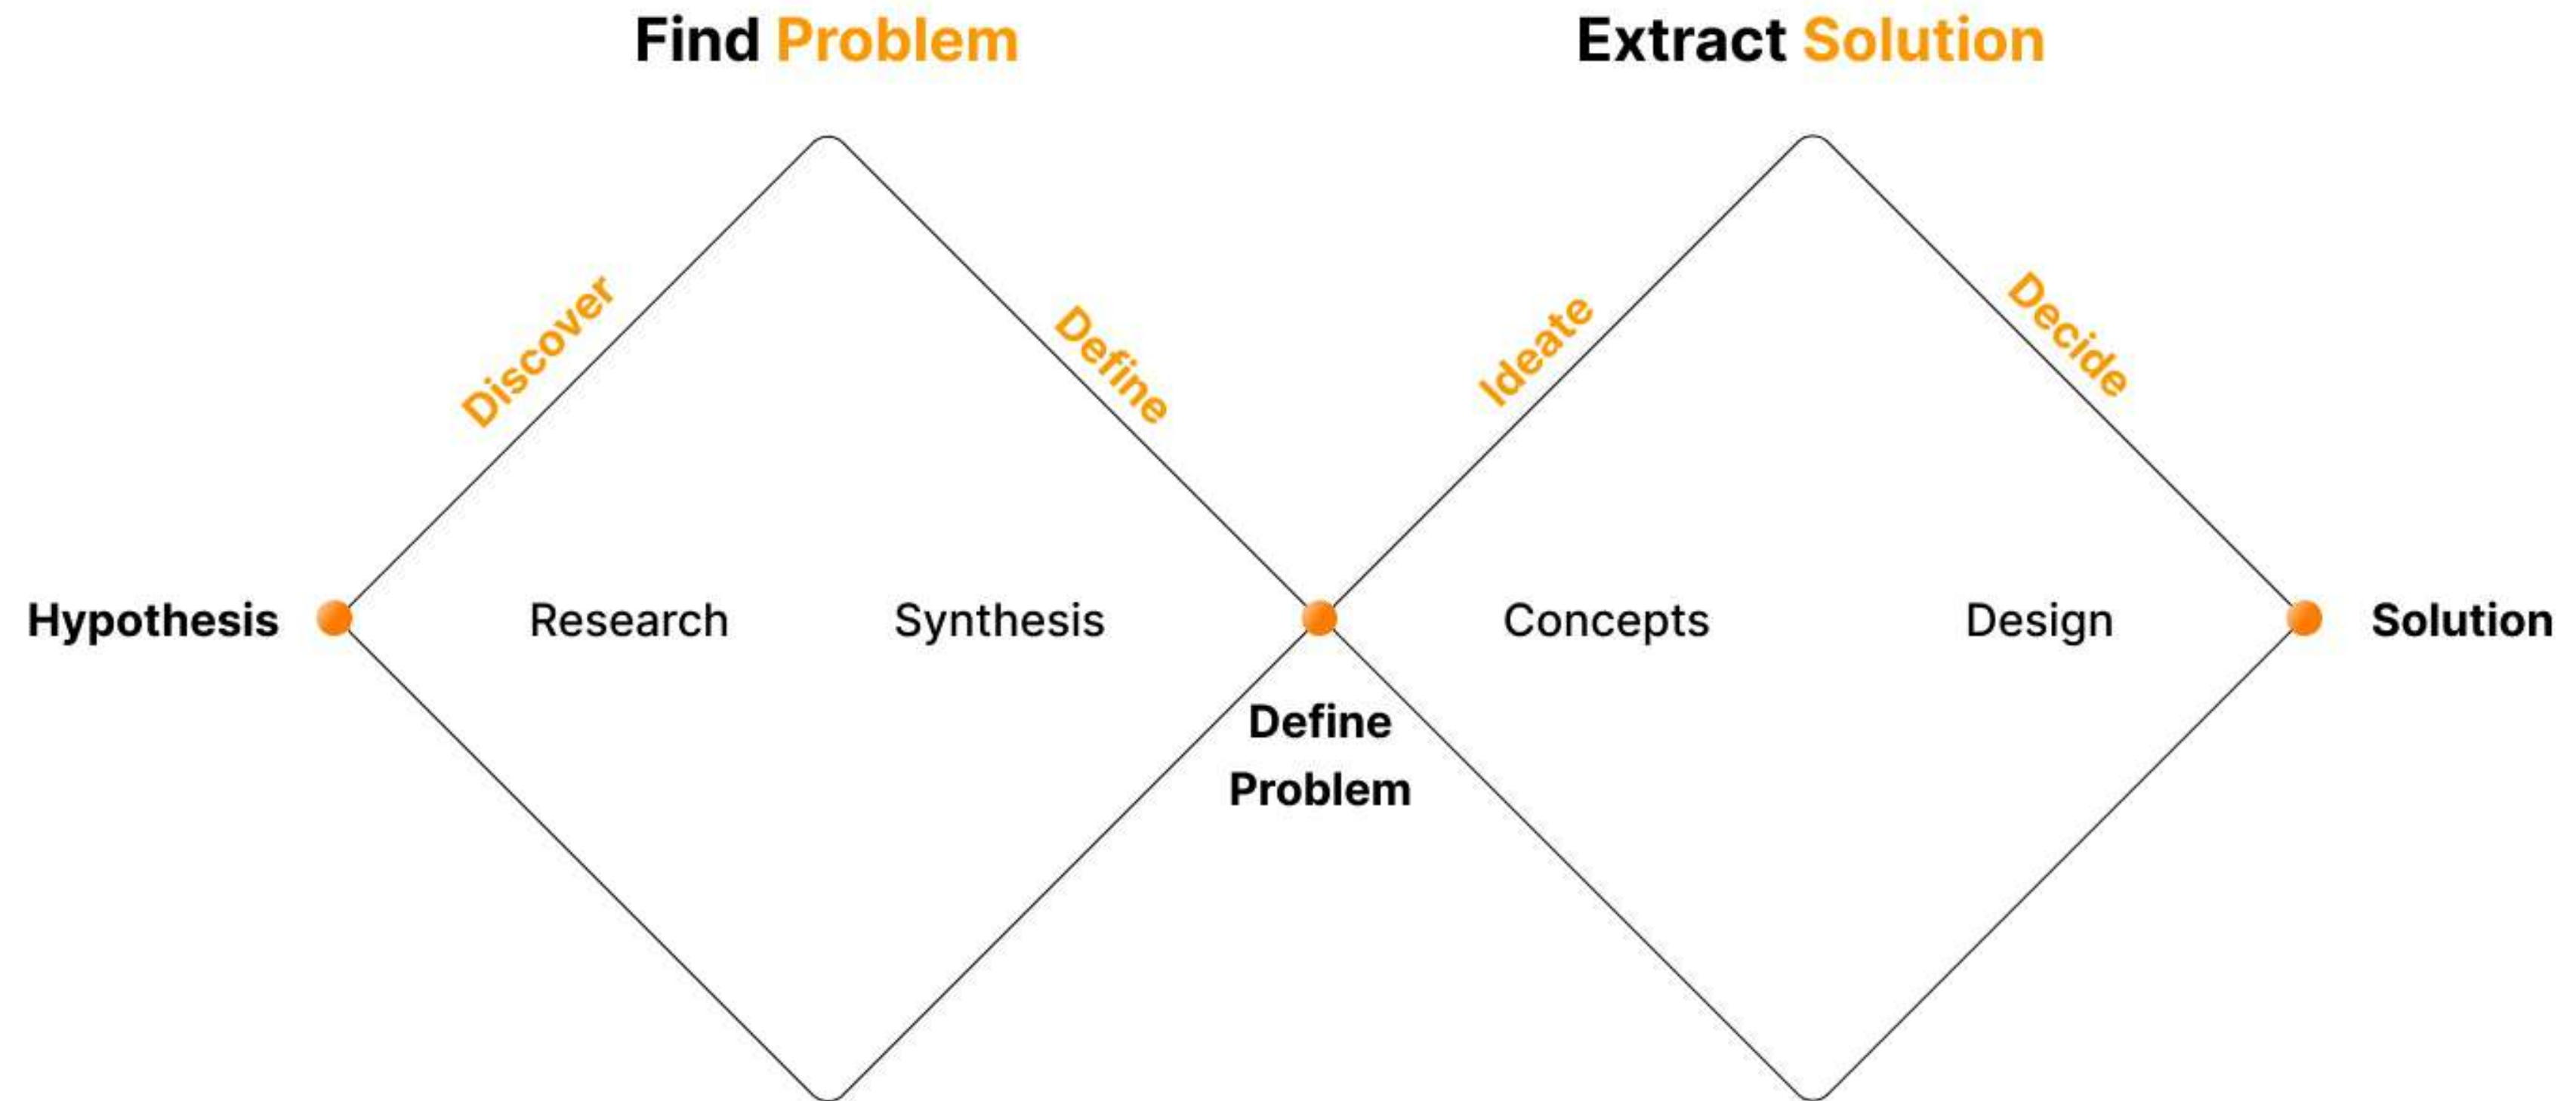 Find Problem
Extract Solution
Discover
Define
Ideate
Decide
Hypothesis
Research
Synthesis
Concepts
Design
Solution
Define
Problem